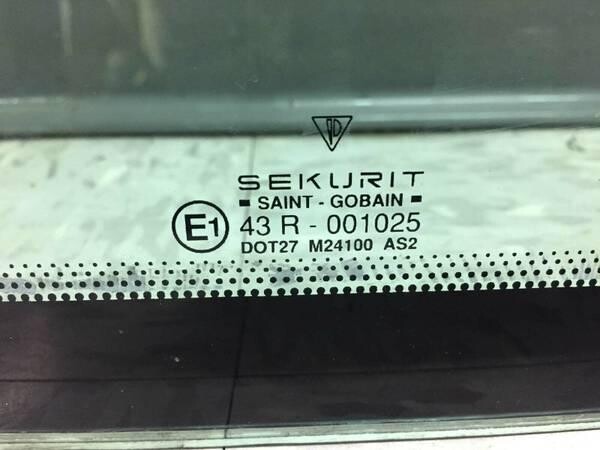 SEKURIT
SAINT - GOBAIN
E1 43 R - 001025
DOT27 M24100 AS2